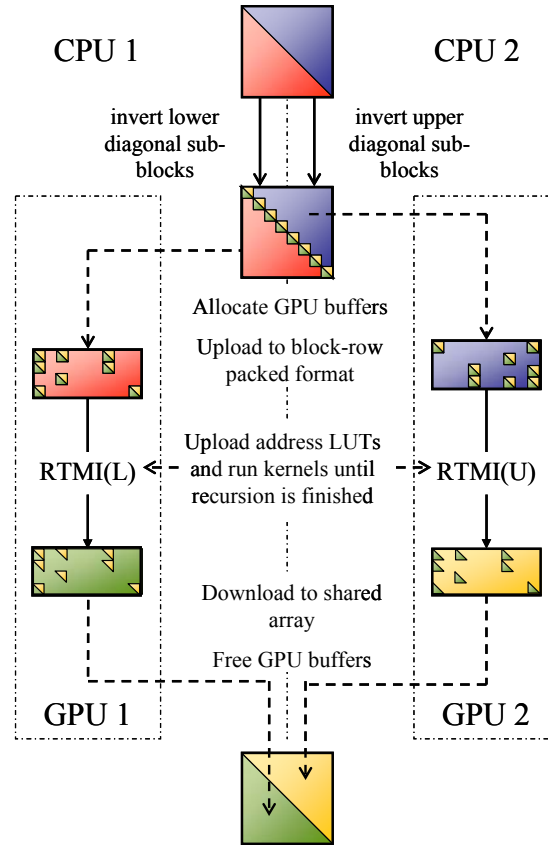 CPU 1
CPU 2
invert lower
diagonal sub-
blocks
invert upper
diagonal sub-
blocks
Allocate GPU buffers
Upload to block-row
packed format
RTMI(L)
Upload address LUTs
and run kernels until
recursion is finished
RTMI(U)
Download to shared
array
Free GPU buffers
GPU 1
GPU 2